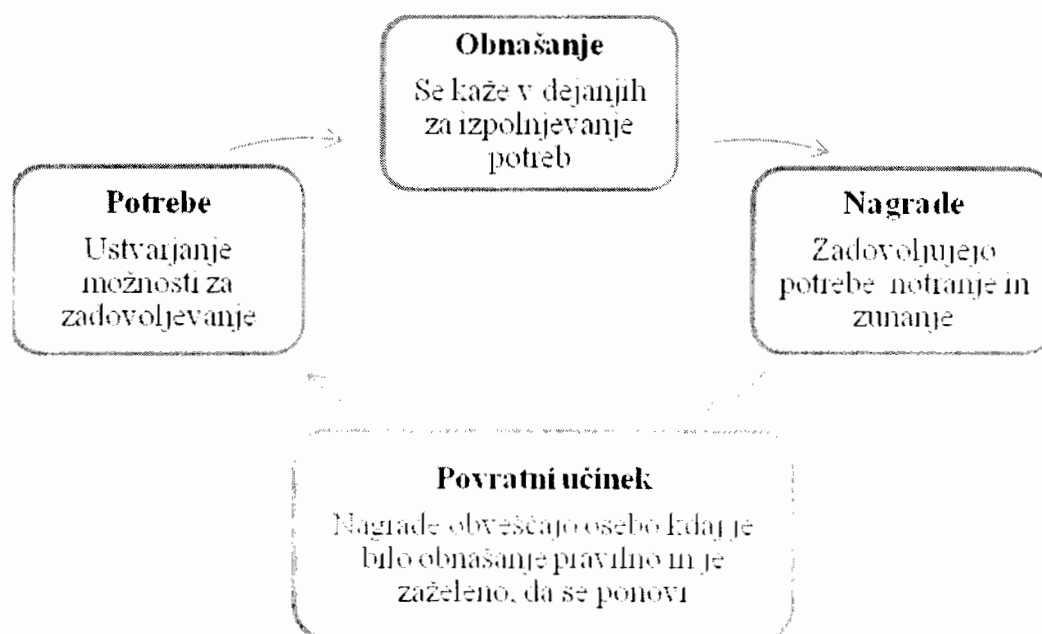 Obnašanje
Se kaže v dejanjih
za izpolnjevanje
potreb
Potrebe
Ustvarjanje
možnosti za
zadovoljevanje
Nagrade
Zadovoljujejo
potrebe notranje in
zunanje
Povratni učinek
Nagrade obveščajo osebo kdaj je
bilo obnašanje pravilno in je
zaželeno, da se ponovi